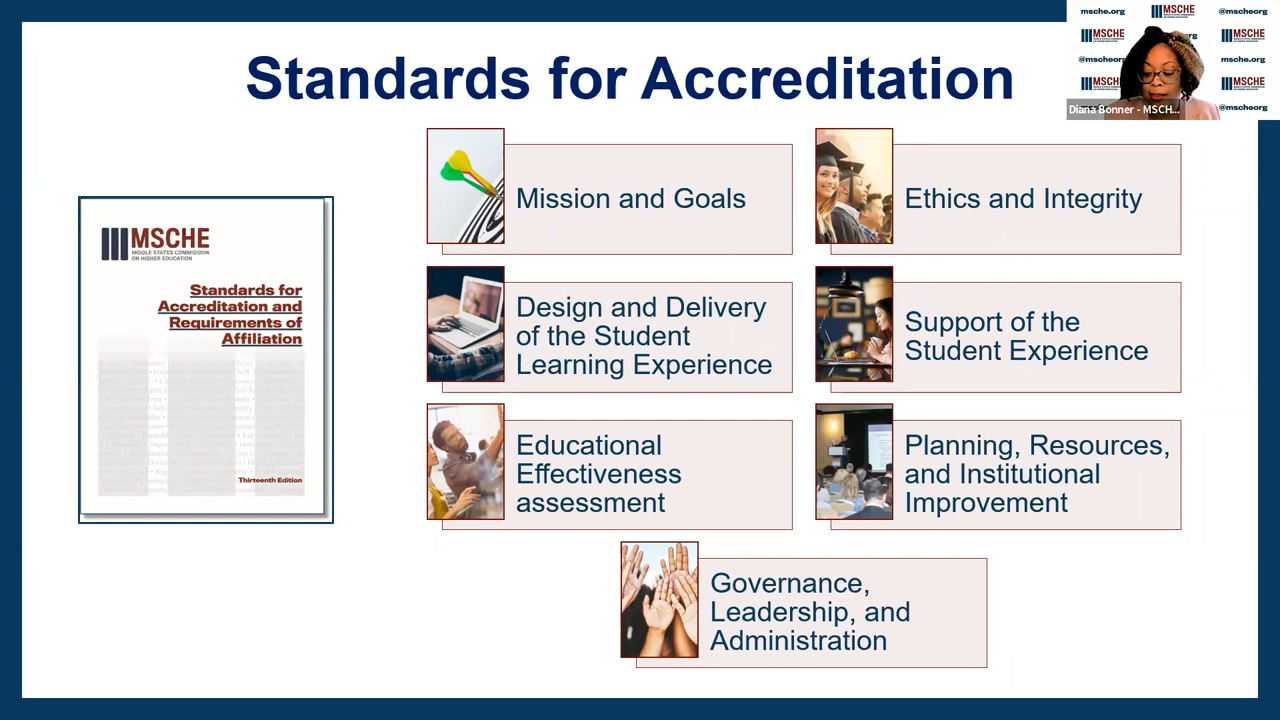 Standards for Accreditation
msche.org
MSCHE
@mscheorg
MSCHE
MSCHE
@mscheorg
msche.org
MSCHE
MSCHE
@mscheorg
Diana Bonner - MSCH...
MSCHE
MIDDLE STATES COMMISSION
ON HIGHER EDUCATION
Standards for
Accreditation and
Requirements of
Affiliation
Thirteenth Edition
Mission and Goals
Ethics and Integrity
Design and Delivery
of the Student
Learning Experience
Support of the
Student Experience
Educational
Effectiveness
assessment
Planning, Resources,
and Institutional
Improvement
Governance,
Leadership, and
Administration